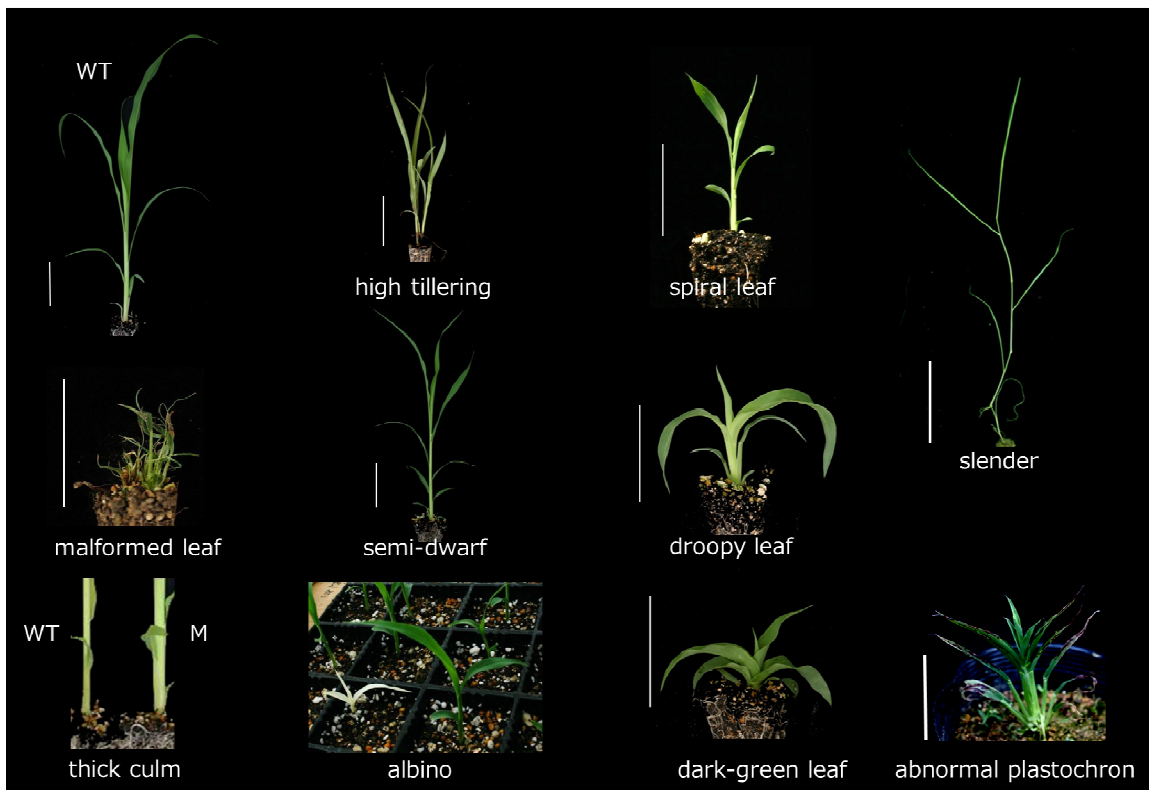 WT
high tillering
spiral leaf
slender
malformed leaf
semi-dwarf
droopy leaf
WT
M
thick culm
albino
dark-green leaf
abnormal plastochron